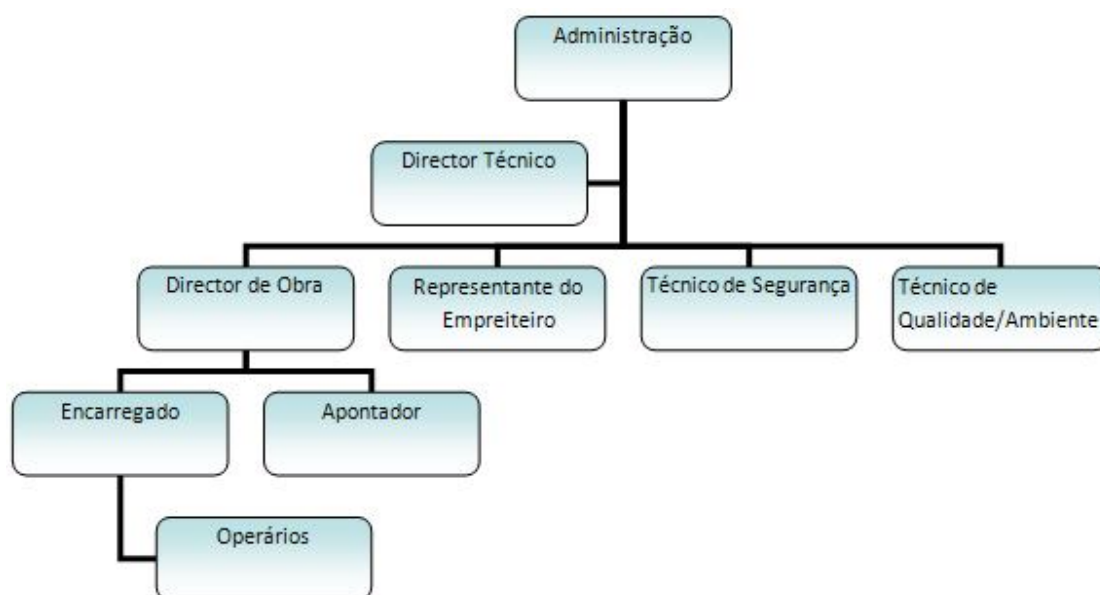 Administração
Director Técnico
Director de Obra
Representante do
Empreiteiro
Técnico de Segurança
Técnico de
Qualidade/Ambiente
Encarregado
Apontador
Operários